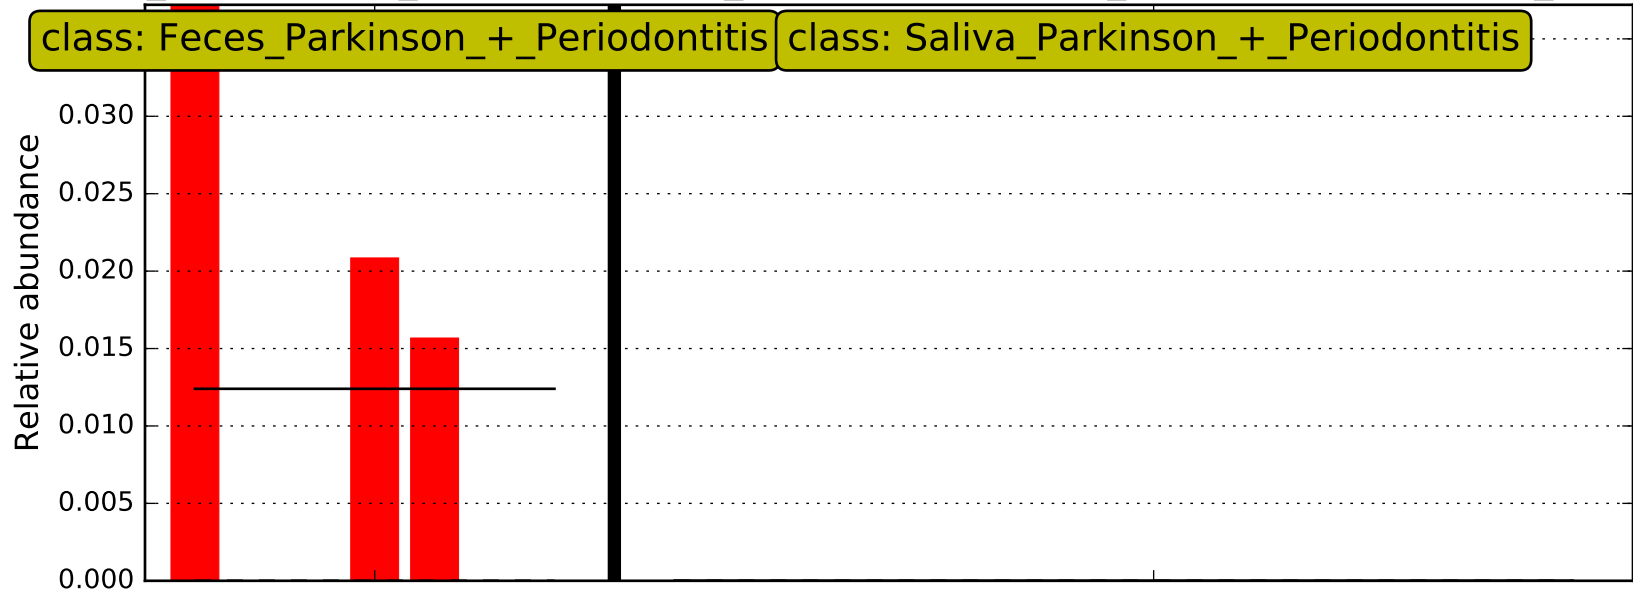 class: Feces_Parkinson_+_Periodontitis
class: Saliva_Parkinson_+_Periodontitis
0.030
0.025
0.020
0.015
0.010
0.005
0.000
Relative abundance